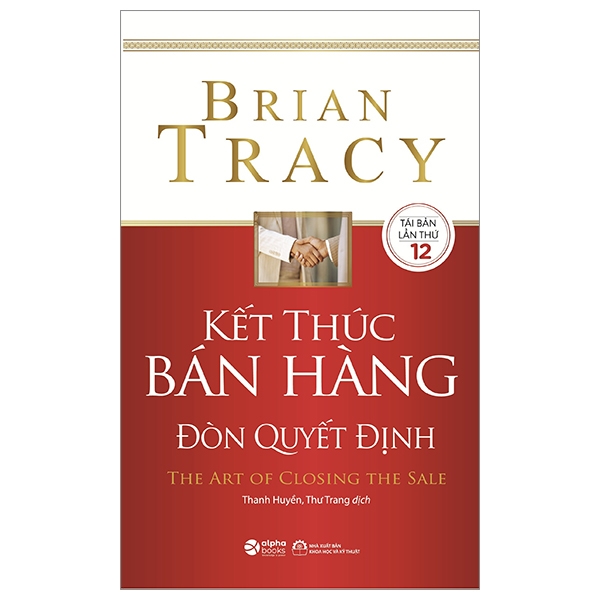 BRIAN
TRACY
TÁI BẢN
LẦN THỨ
12
KẾT THÚC
BÁN HÀNG
ĐÒN QUYẾT ĐỊNH
THE ART OF CLOSING THE SALE
Thanh Huyền, Thư Trang dịch
alpha
books
NHÀ XUẤT BẢN
KHOA HỌC VÀ KỸ THUẬT